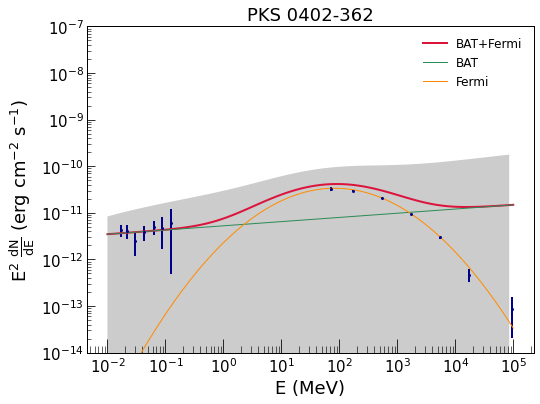 PKS 0402-362
BAT+Fermi
BAT
Fermi
E² dN/dE (erg cm⁻² s⁻¹)
10⁻⁷
10⁻⁸
10⁻⁹
10⁻¹⁰
10⁻¹¹
10⁻¹²
10⁻¹³
10⁻¹⁴
10⁻² 10⁻¹ 10⁰ 10¹ 10² 10³ 10⁴ 10⁵
E (MeV)